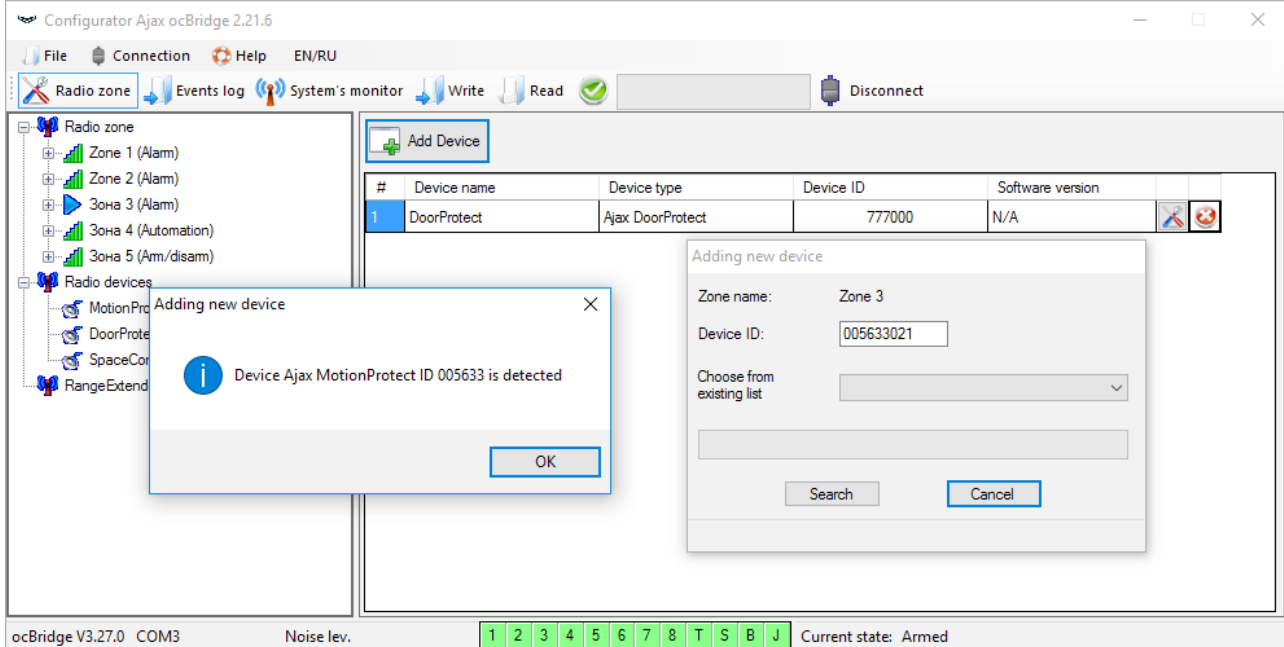 Configurator Ajax ocBridge 2.21.6
File Connection Help EN/RU
Radio zone Events log System's monitor Write Read Disconnect
Radio zone
Zone 1 (Alarm)
Zone 2 (Alarm)
Зона 3 (Alarm)
Зона 4 (Automation)
Зона 5 (Arm/disarm)
Radio devices
MotionPro
DoorProte
SpaceCon
RangeExtend
Add Device
# Device name Device type Device ID Software version
1 DoorProtect Ajax DoorProtect 777000 N/A
Adding new device
Device Ajax MotionProtect ID 005633 is detected
OK
Adding new device
Zone name: Zone 3
Device ID: 005633021
Choose from
existing list
Search Cancel
ocBridge V3.27.0 COM3 Noise lev. 1 2 3 4 5 6 7 8 T S B J Current state: Armed